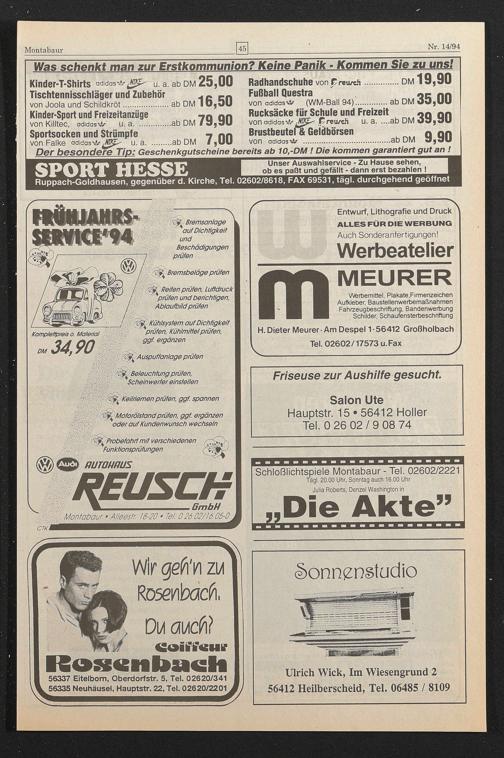 Montabaur
45
Nr. 14/94
Was schenkt man zur Erstkommunion? Keine Panik - Kommen Sie zu uns!
Kinder-T-Shirts adidas NIKE u. a. ab DM 25,00
Tischtennisschläger und Zubehör
von Joola und Schildkröt ab DM 16,50
Kinder-Sport und Freizeitanzüge
von Kiltec, adidas u. a. ab DM 79,90
Sportsocken und Strümpfe
von Falke adidas NIKE u. a. ab DM 7,00
Radhandschuhe von reusch DM 19,90
Fußball Questra
von adidas (WM-Ball 94) ab DM 35,00
Rucksäcke für Schule und Freizeit
von adidas NIKE reusch u. a. ab DM 39,90
Brustbeutel & Geldbörsen
von adidas ab DM 9,90
Der besondere Tip: Geschenkgutscheine bereits ab 10,-DM ! Die kommen garantiert gut an !
SPORT HESSE
Unser Auswahlservice - Zu Hause sehen,
ob es paßt und gefällt - dann erst bezahlen !
Ruppach-Goldhausen, gegenüber d. Kirche, Tel. 02602/8618, FAX 69531, tägl. durchgehend geöffnet
FRÜHJAHRS-
SERVICE '94
Komplettpreis o. Material
DM 34,90
Bremsanlage
auf Dichtigkeit
und
Beschädigungen
prüfen
Bremsbeläge prüfen
Reifen prüfen, Luftdruck
prüfen und berichtigen,
Ablaufbild prüfen
Kühlsystem auf Dichtigkeit
prüfen, Kühlmittel prüfen,
ggf. ergänzen
Auspuffanlage prüfen
Beleuchtung prüfen,
Scheinwerfer einstellen
Keilriemen prüfen, ggf. spannen
Motorölstand prüfen, ggf. ergänzen
oder auf Kundenwunsch wechseln
Probefahrt mit verschiedenen
Funktionsprüfungen
Audi AUTOHAUS
REUSCH
GmbH
Montabaur • Alleestr. 18-20 • Tel. 0 26 02/16 05-0
Entwurf, Lithografie und Druck
ALLES FÜR DIE WERBUNG
Auch Sonderanfertigungen!
W
Werbeatelier
m
MEURER
Werbemittel, Plakate, Firmenzeichen
Aufkleber, Baustellenwerbemaßnahmen
Fahrzeugbeschriftung, Bandenwerbung
Schilder, Schaufensterbeschriftung
H. Dieter Meurer · Am Despel 1 · 56412 Großholbach
Tel. 02602 / 17573 u. Fax
Friseuse zur Aushilfe gesucht.
Salon Ute
Hauptstr. 15 • 56412 Holler
Tel. 0 26 02 / 9 08 74
Schloßlichtspiele Montabaur - Tel. 02602/2221
Tägl. 20.00 Uhr, Sonntag auch 16.00 Uhr
Julia Roberts, Denzel Washington in
„Die Akte”
Wir geh'n zu
Rosenbach.
Du auch?
Coiffeur
Rosenbach
56337 Eitelborn, Oberdorfstr. 5, Tel. 02620/341
56335 Neuhäusel, Hauptstr. 22, Tel. 02620/2201
Sonnenstudio
Ulrich Wick, Im Wiesengrund 2
56412 Heilberscheid, Tel. 06485 / 8109